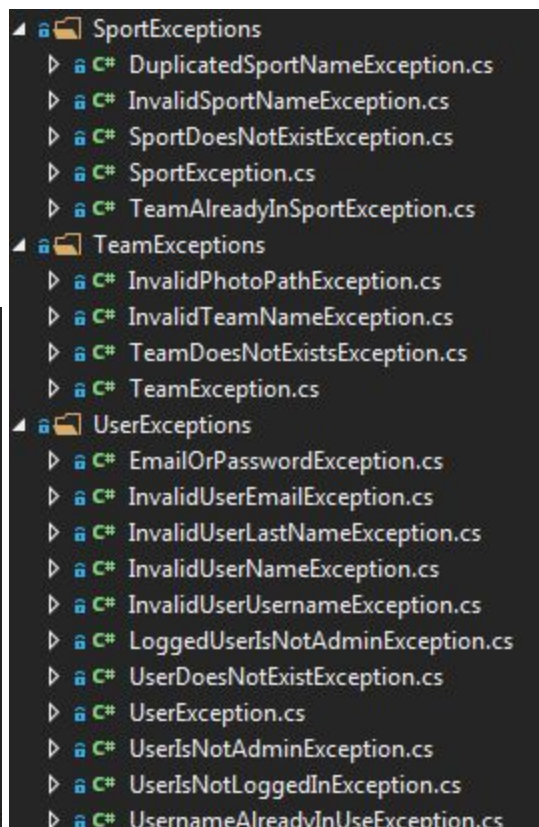 SportExceptions
C# DuplicatedSportNameException.cs
C# InvalidSportNameException.cs
C# SportDoesNotExistException.cs
C# SportException.cs
C# TeamAlreadyInSportException.cs
TeamExceptions
C# InvalidPhotoPathException.cs
C# InvalidTeamNameException.cs
C# TeamDoesNotExistsException.cs
C# TeamException.cs
UserExceptions
C# EmailOrPasswordException.cs
C# InvalidUserEmailException.cs
C# InvalidUserLastNameException.cs
C# InvalidUserNameException.cs
C# InvalidUserUsernameException.cs
C# LoggedUserIsNotAdminException.cs
C# UserDoesNotExistException.cs
C# UserException.cs
C# UserIsNotAdminException.cs
C# UserIsNotLoggedInException.cs
C# UsernameAlreadyInUseException.cs